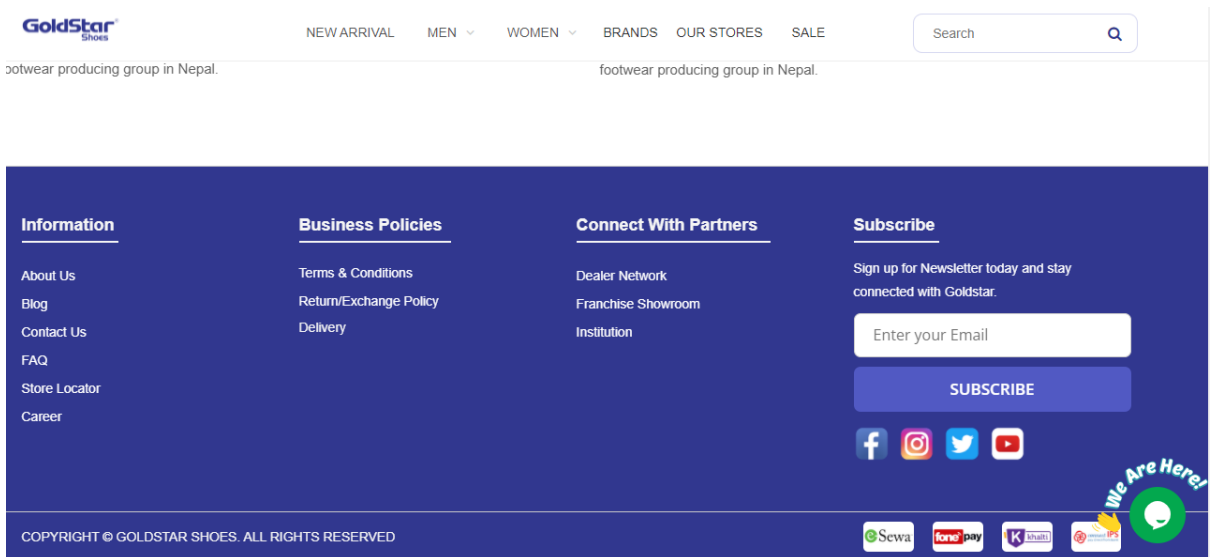 GoldStar
Shoes
NEW ARRIVAL MEN WOMEN BRANDS OUR STORES SALE Search
ootwear producing group in Nepal. footwear producing group in Nepal.
Information
About Us
Blog
Contact Us
FAQ
Store Locator
Career
Business Policies
Terms & Conditions
Return/Exchange Policy
Delivery
Connect With Partners
Dealer Network
Franchise Showroom
Institution
Subscribe
Sign up for Newsletter today and stay
connected with Goldstar.
Enter your Email
SUBSCRIBE
We Are Here!
COPYRIGHT © GOLDSTAR SHOES. ALL RIGHTS RESERVED
eSewa fonepay khalti IPS